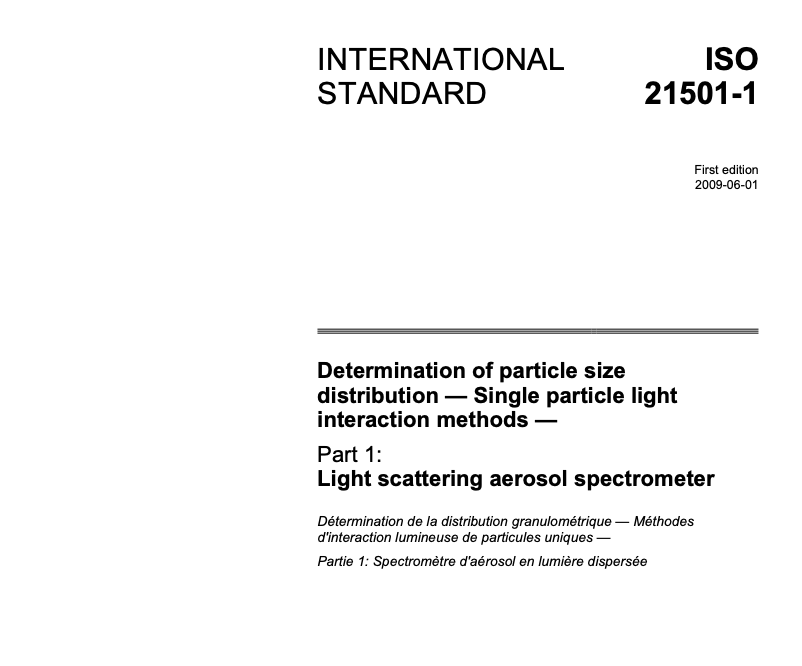 INTERNATIONAL STANDARD
ISO 21501-1
First edition
2009-06-01
Determination of particle size
distribution — Single particle light
interaction methods —
Part 1:
Light scattering aerosol spectrometer
Détermination de la distribution granulométrique — Méthodes
d'interaction lumineuse de particules uniques —
Partie 1: Spectromètre d'aérosol en lumière dispersée